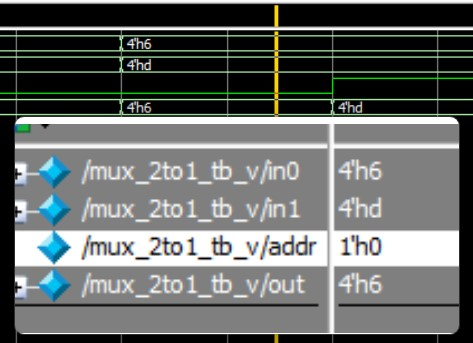 4'h6
4'hd
4'h6 4'hd
/mux_2to1_tb_v/in0 4'h6
/mux_2to1_tb_v/in1 4'hd
/mux_2to1_tb_v/addr 1'h0
/mux_2to1_tb_v/out 4'h6